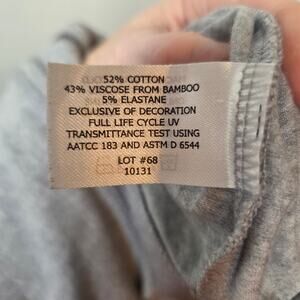 52% COTTON
43% VISCOSE FROM BAMBOO
5% ELASTANE
EXCLUSIVE OF DECORATION
FULL LIFE CYCLE UV
TRANSMITTANCE TEST USING
AATCC 183 AND ASTM D 6544
LOT #68
10131